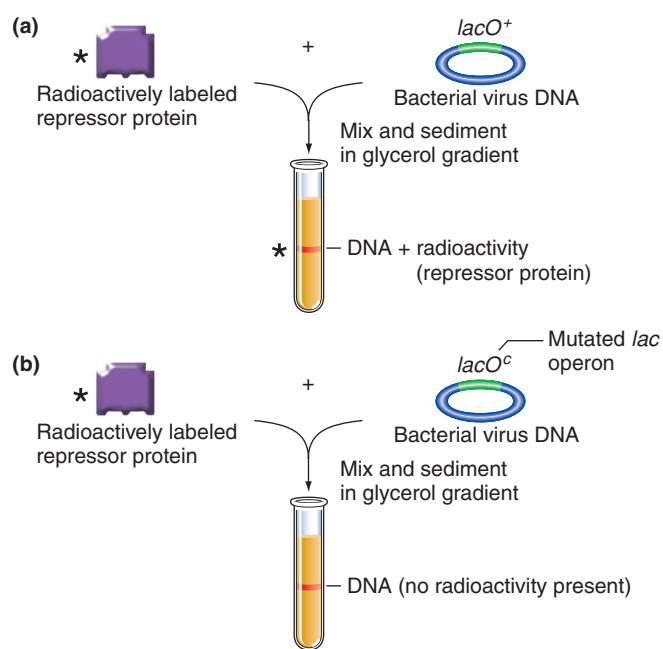 (a)
*
+
lacO+
Radioactively labeled
repressor protein
Bacterial virus DNA
Mix and sediment
in glycerol gradient
*
DNA + radioactivity
(repressor protein)
(b)
*
+
lacOc
Mutated lac
operon
Radioactively labeled
repressor protein
Bacterial virus DNA
Mix and sediment
in glycerol gradient
DNA (no radioactivity present)